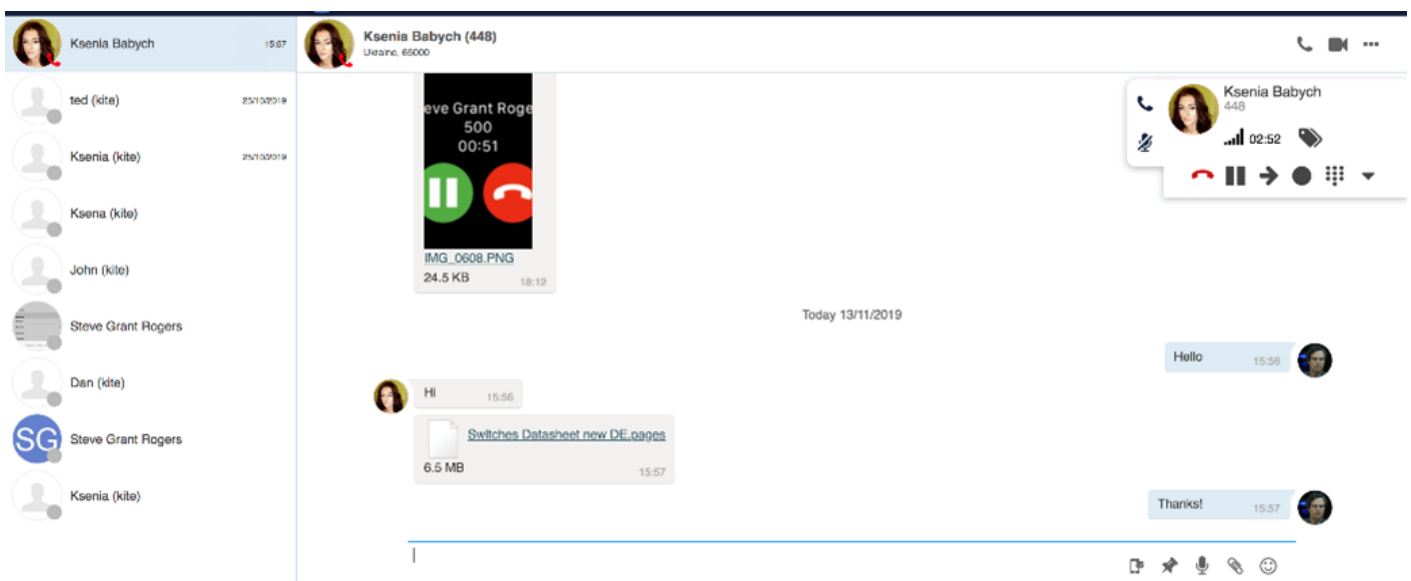 Ksenia Babych
15:57
ted (kite)
25/10/2019
Ksenia (kite)
25/10/2019
Ksena (kite)
John (kite)
Steve Grant Rogers
Dan (kite)
SG
Steve Grant Rogers
Ksenia (kite)
Ksenia Babych (448)
Ukraine, 65000
eve Grant Roge
500
00:51
IMG_0608.PNG
24.5 KB
18:12
Ksenia Babych
448
02:52
Today 13/11/2019
Hello
15:56
Hi
15:56
Switches Datasheet new DE.pages
6.5 MB
15:57
Thanks!
15:57